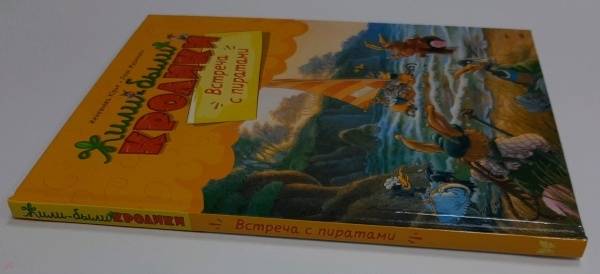 Жили-были
КРОЛИКИ
Встреча
с пиратами
Жили-были КРОЛИКИ
Встреча с пиратами